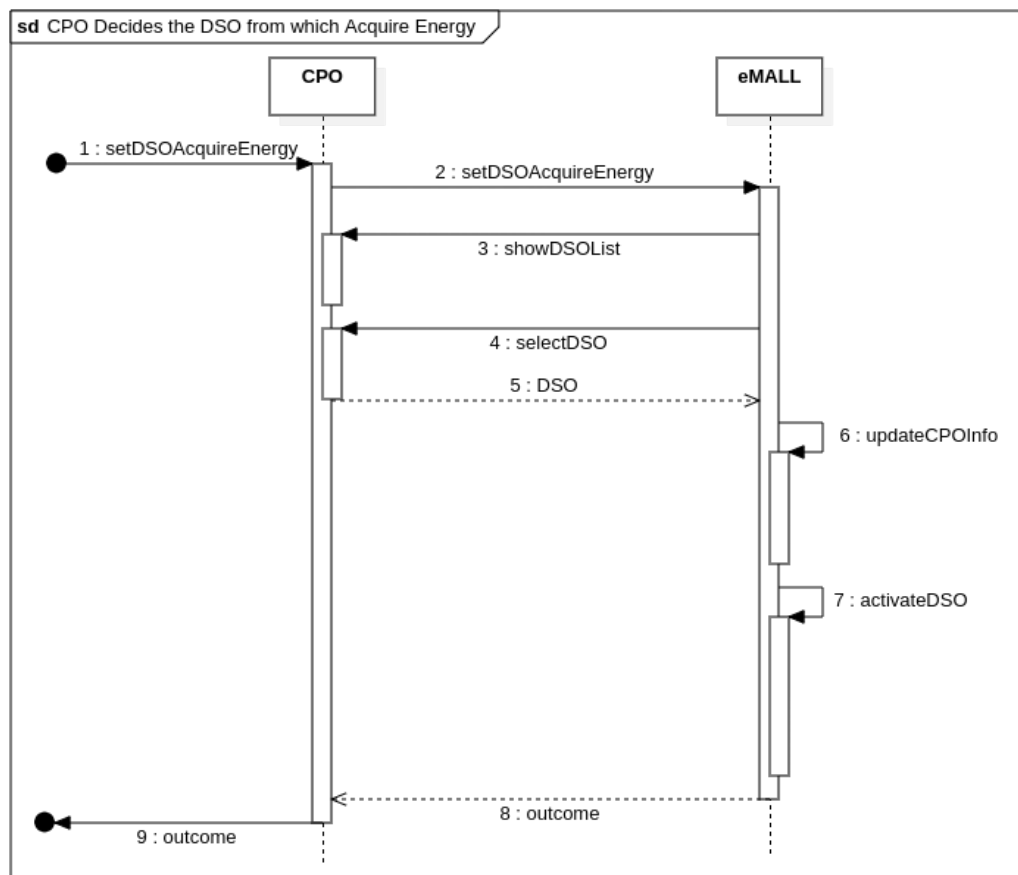 sd CPO Decides the DSO from which Acquire Energy
CPO
eMALL
1 : setDSOAcquireEnergy
2 : setDSOAcquireEnergy
3 : showDSOList
4 : selectDSO
5 : DSO
6 : updateCPOInfo
7 : activateDSO
8 : outcome
9 : outcome